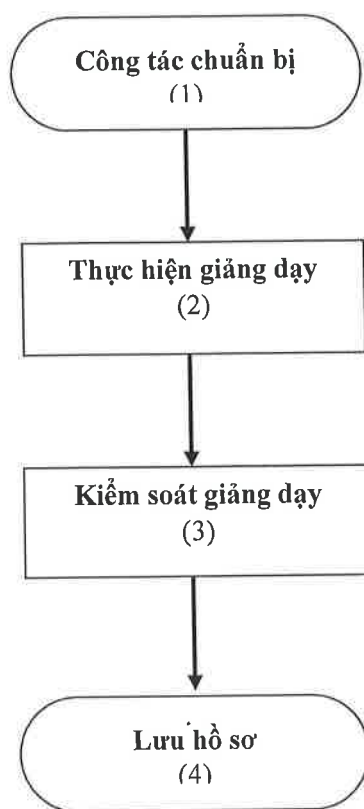 Công tác chuẩn bị
(1)
Thực hiện giảng dạy
(2)
Kiểm soát giảng dạy
(3)
Lưu hồ sơ
(4)